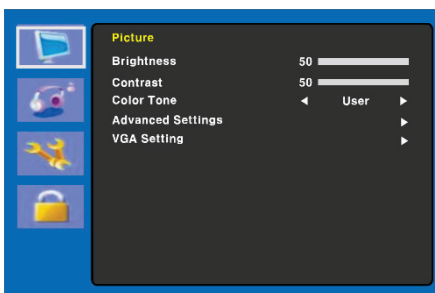 Picture
Brightness 50
Contrast 50
Color Tone User
Advanced Settings
VGA Setting